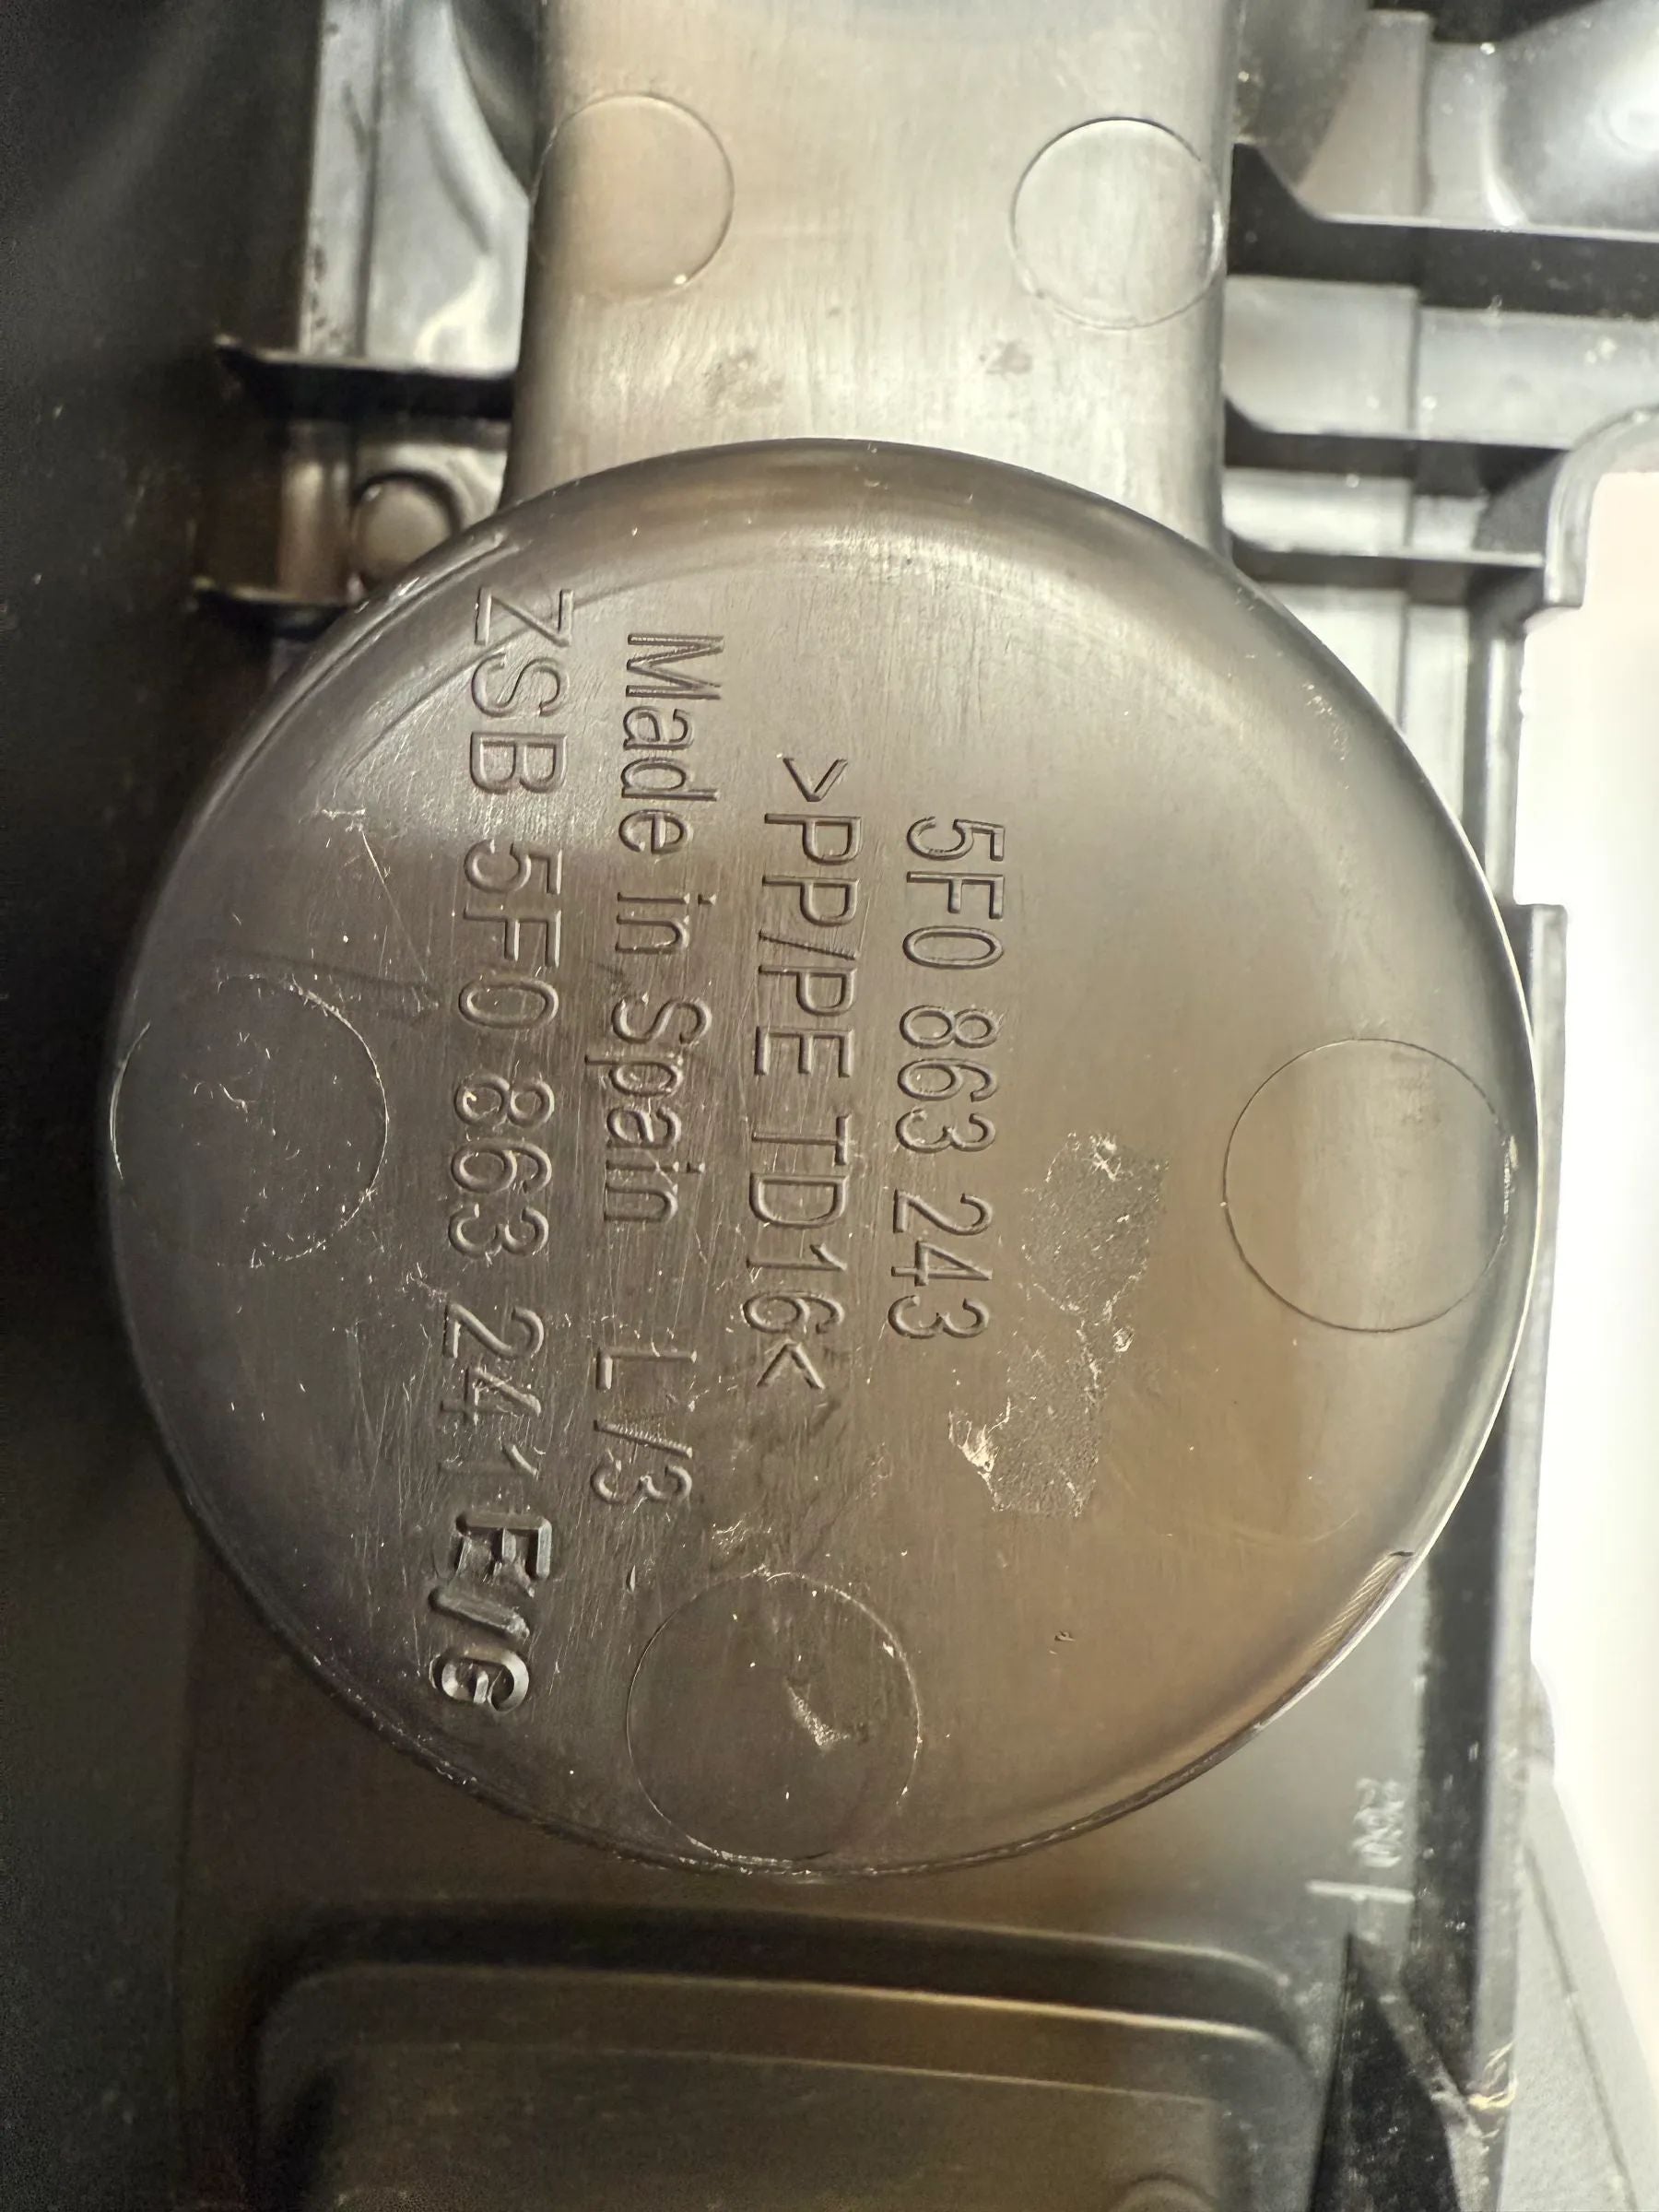 5F0 863 243
>PP/PE TD16<
Made in Spain L/3
ZSB 5F0 863 241